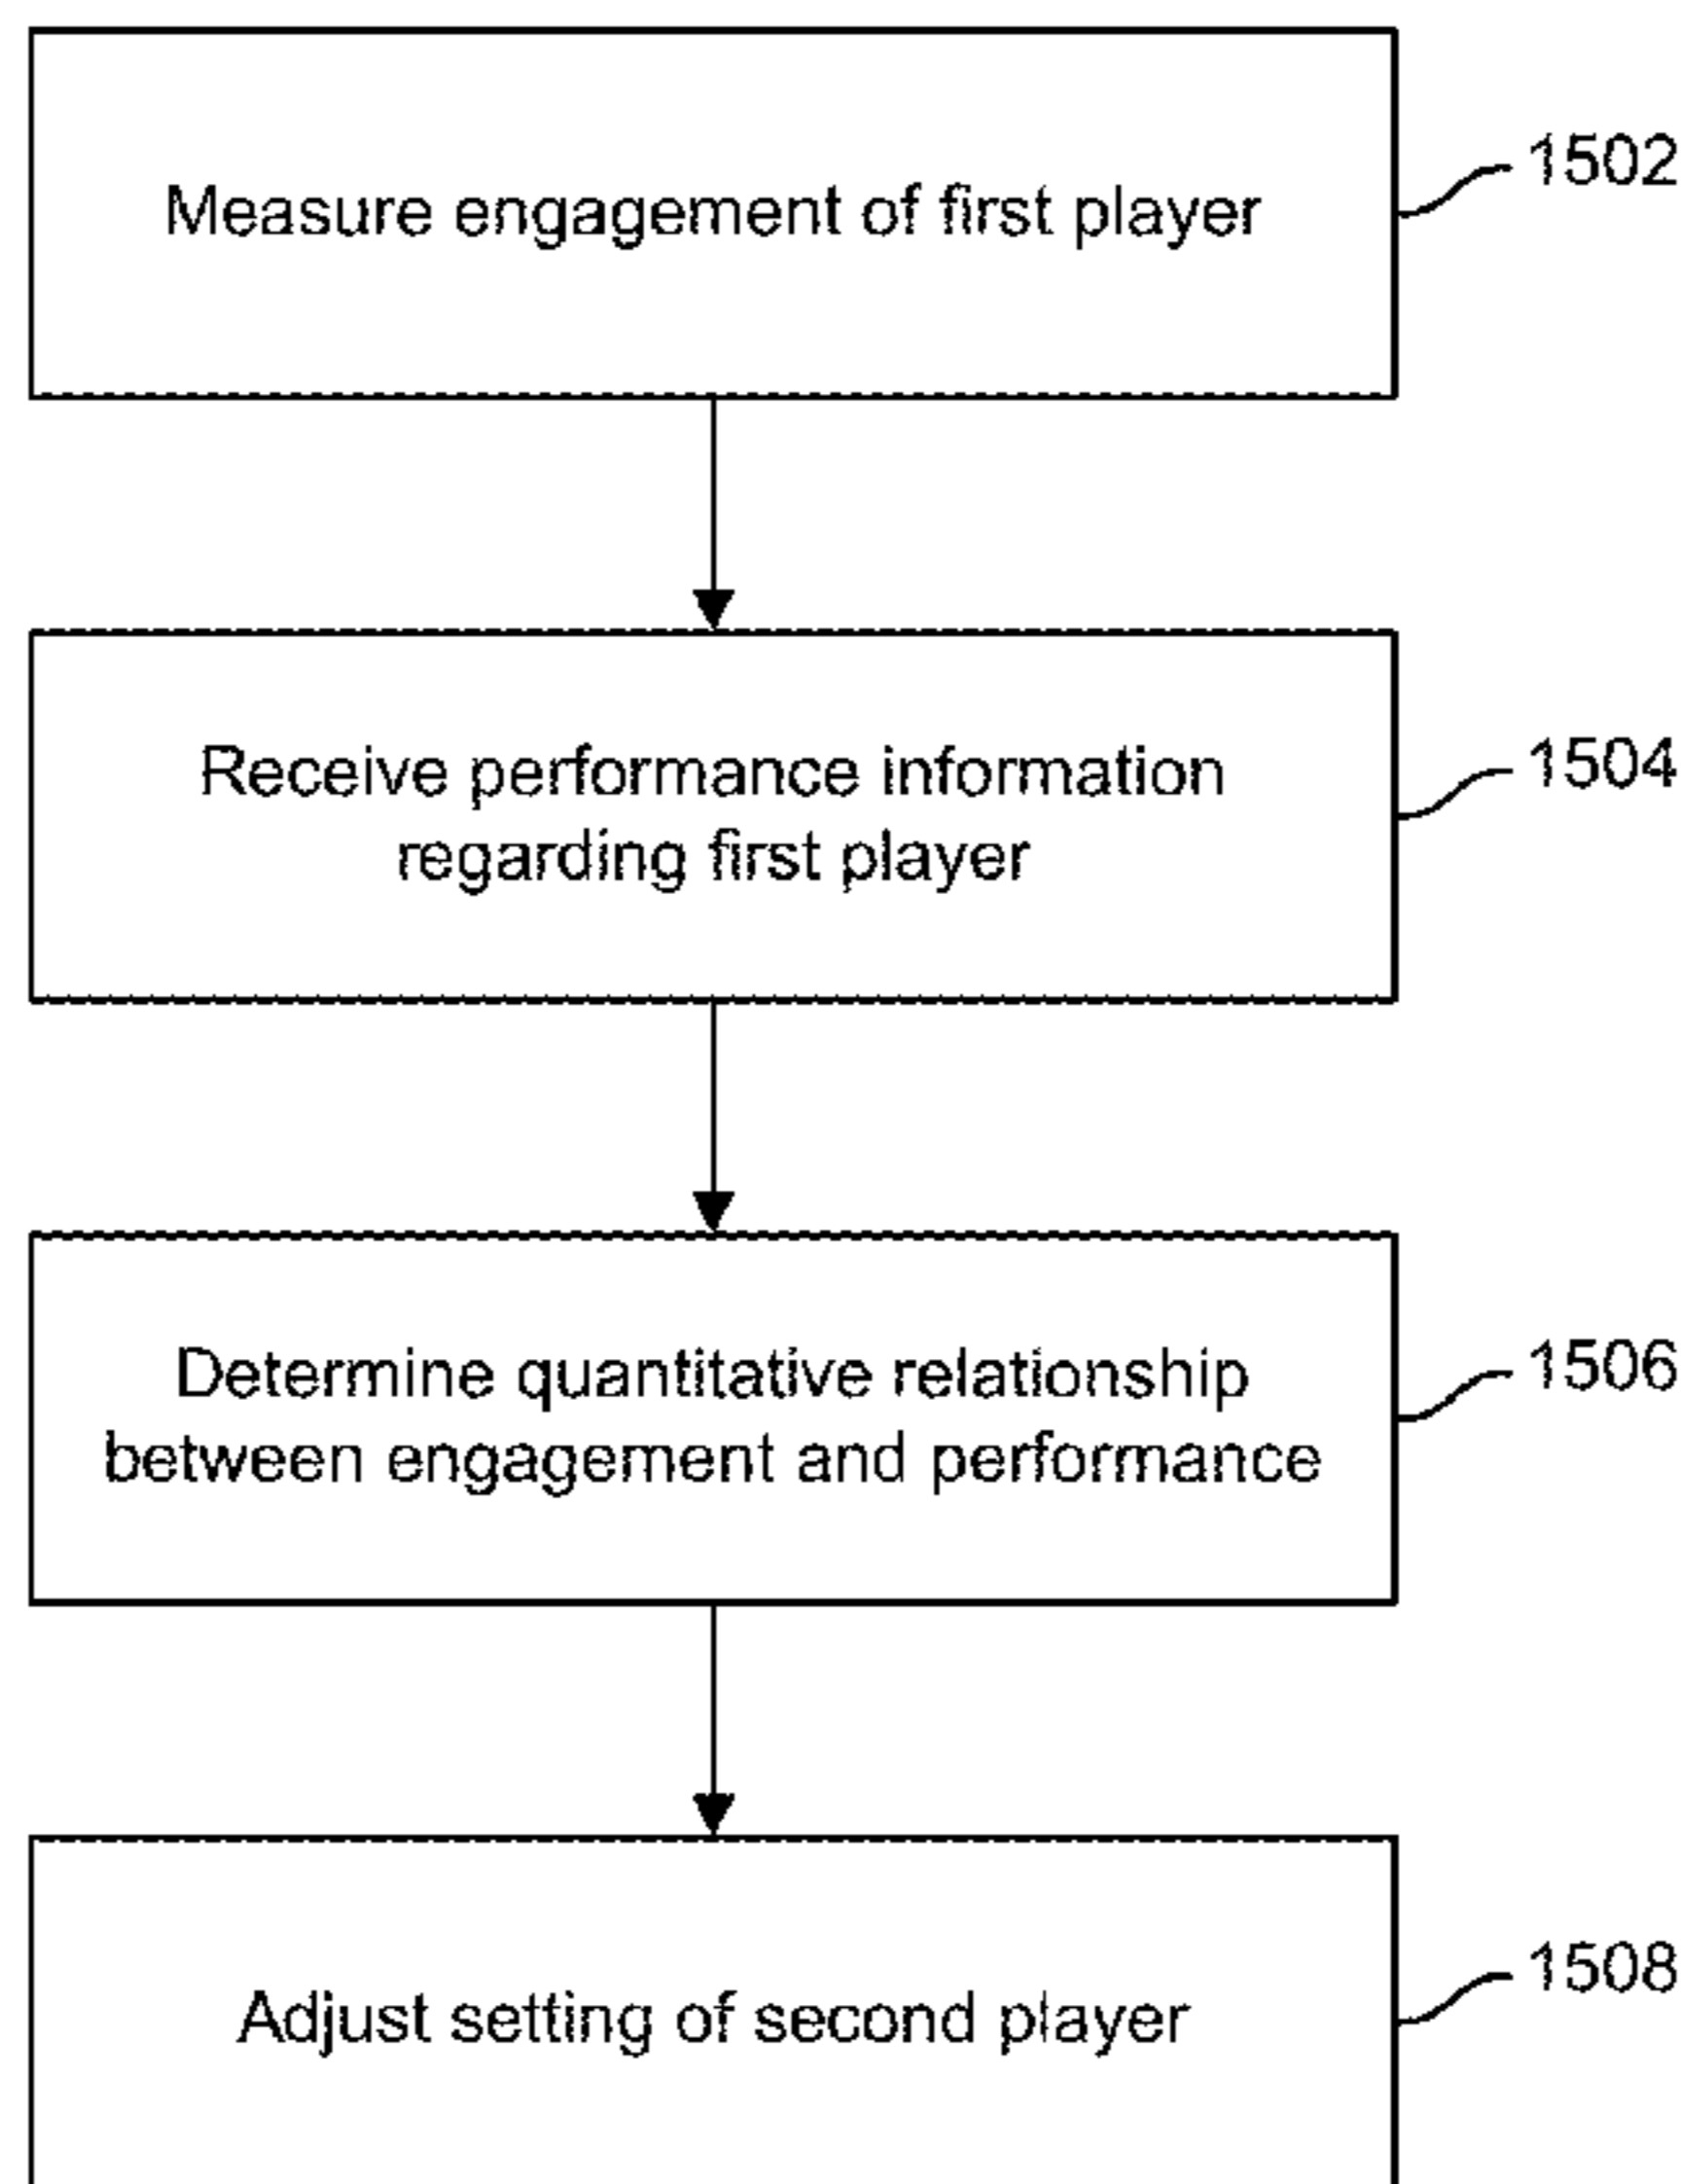 Measure engagement of first player
1502
Receive performance information
regarding first player
1504
Determine quantitative relationship
between engagement and performance
1506
Adjust setting of second player
1508